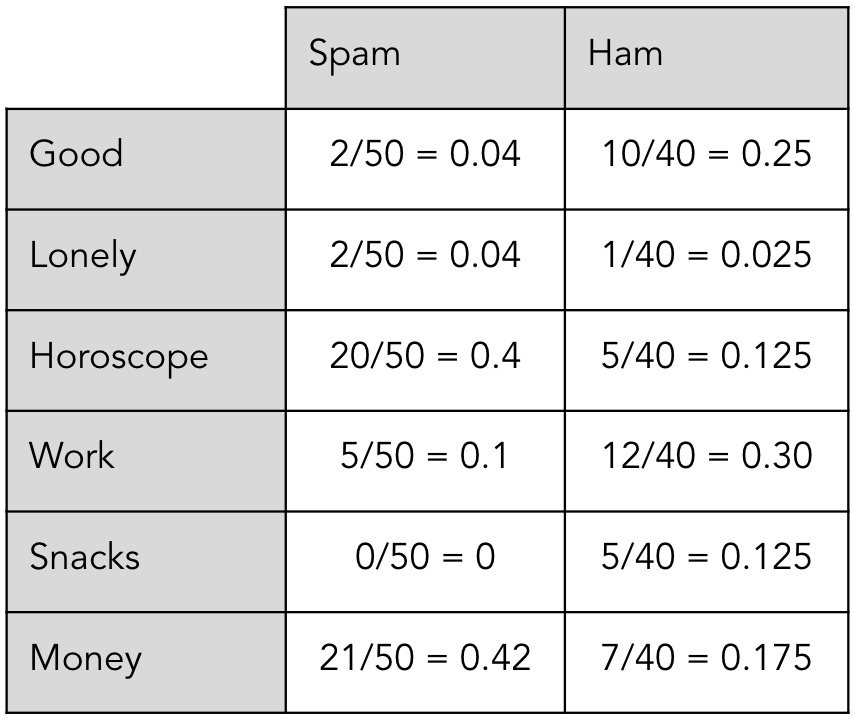 Spam Ham
Good 2/50 = 0.04 10/40 = 0.25
Lonely 2/50 = 0.04 1/40 = 0.025
Horoscope 20/50 = 0.4 5/40 = 0.125
Work 5/50 = 0.1 12/40 = 0.30
Snacks 0/50 = 0 5/40 = 0.125
Money 21/50 = 0.42 7/40 = 0.175